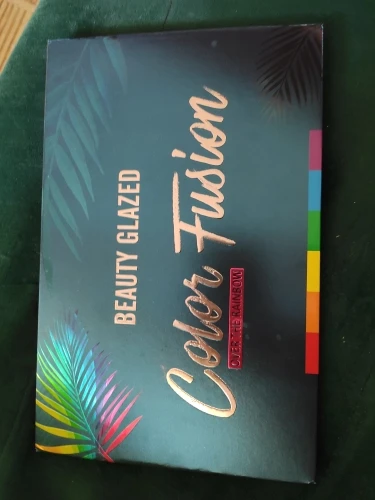 BEAUTY GLAZED
Color Fusion
OVER THE RAINBOW